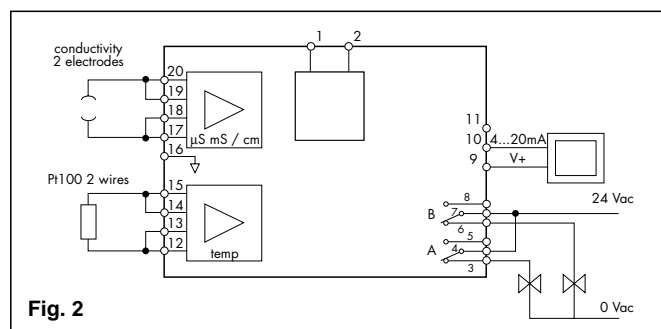 conductivity
2 electrodes
1 2
20
19
18
17
µS mS / cm
16
Pt100 2 wires
15
14
13
12
temp
11
10 4...20mA
9 V+
8
B 7
6
5
A 4
3
24 Vac
0 Vac
Fig. 2